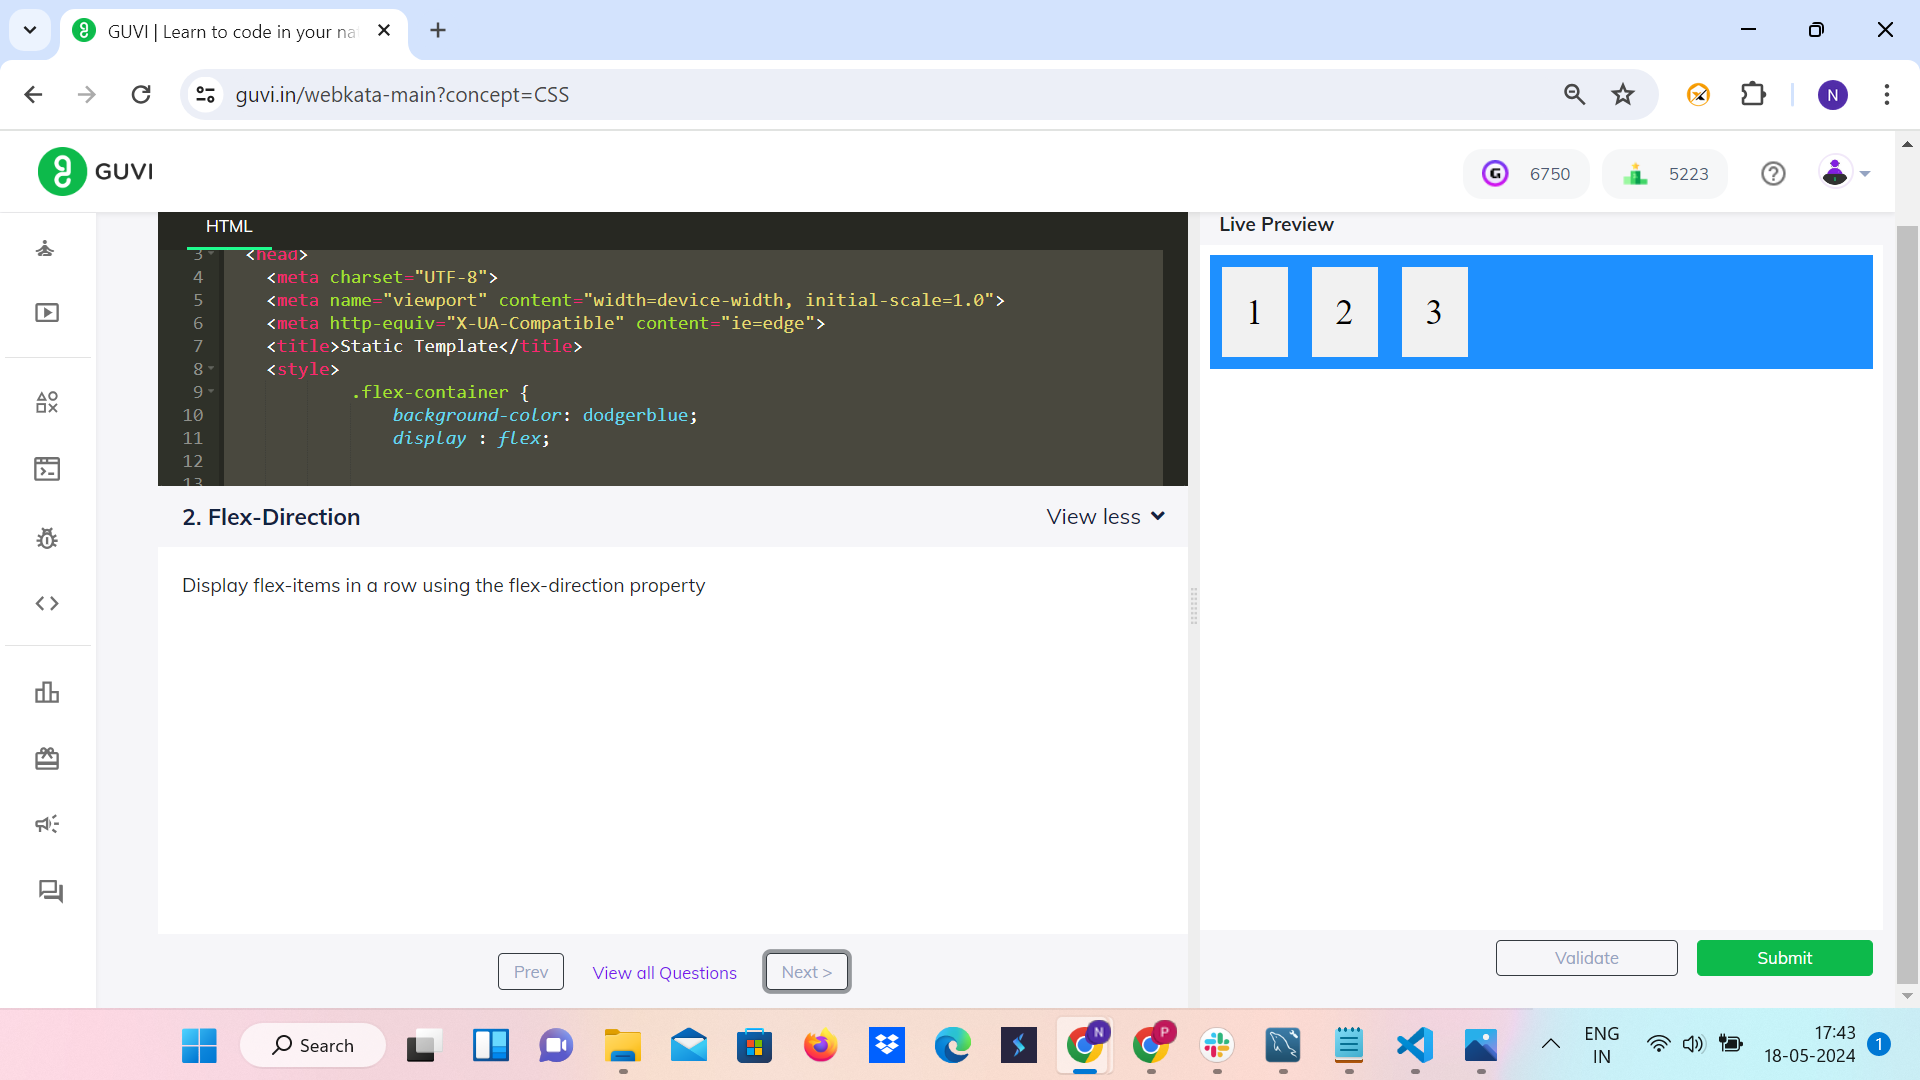 GUVI | Learn to code in your na
guvi.in/webkata-main?concept=CSS
N
GUVI
G
6750
5223
HTML
3 <head>
4 <meta charset="UTF-8">
5 <meta name="viewport" content="width=device-width, initial-scale=1.0">
6 <meta http-equiv="X-UA-Compatible" content="ie=edge">
7 <title>Static Template</title>
8 <style>
9 .flex-container {
10 background-color: dodgerblue;
11 display : flex;
12
13
Live Preview
1 2 3
2. Flex-Direction
View less
Display flex-items in a row using the flex-direction property
Prev
View all Questions
Next >
Validate
Submit
Search
N
P
ENG
IN
17:43
18-05-2024
1